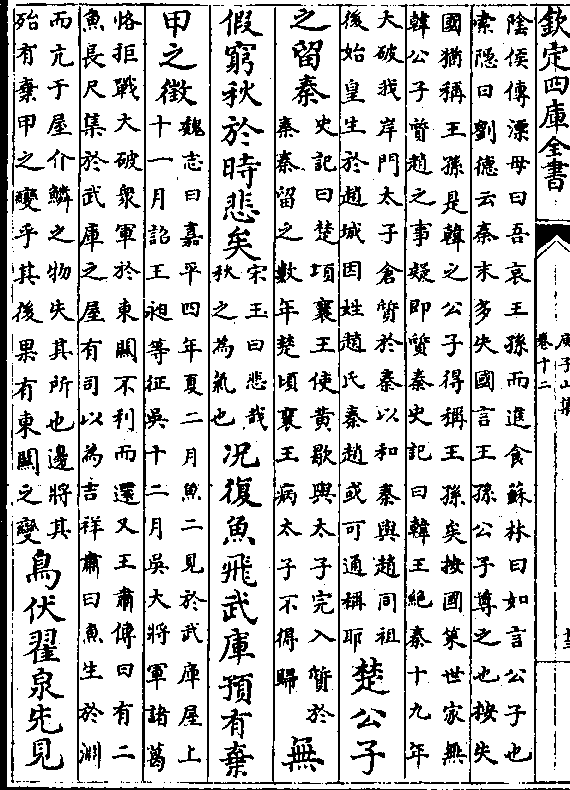 欽定四庫全書
庾子山集
卷十二
陰侯傳漂母曰吾哀王孫而進食蘇林曰如言公子也
索隱曰劉德云秦末多失國言王孫公子尊之也按失
國猶稱王孫是韓之公子得稱王孫矣按國策世家無
韓公子質趙之事疑即質秦史記曰韓王絕秦十九年
大破我岸門太子倉質於秦以和秦與趙同祖
後始皇生於趙城因姓趙氏秦趙或可通稱耶
楚公子
之留秦
史記曰楚頃襄王使黃歇與太子完入質於
秦秦留之數年楚頃襄王病太子不得歸
無
假窮秋於時悲矣
宋玉曰悲哉
秋之為氣也
况復魚飛武庫預有棄
甲之徵
魏志曰嘉平四年夏二月魚二見於武庫屋上
十一月詔王昶等征吳十二月吳大將軍諸葛
恪拒戰大破衆軍於東關不利而還又王肅傳曰有二
魚長尺集於武庫之屋有司以為吉祥肅曰魚生於淵
而亢于屋介鱗之物失其所也邊將其
殆有棄甲之變乎其後果有東關之變
鳥伏翟泉先見